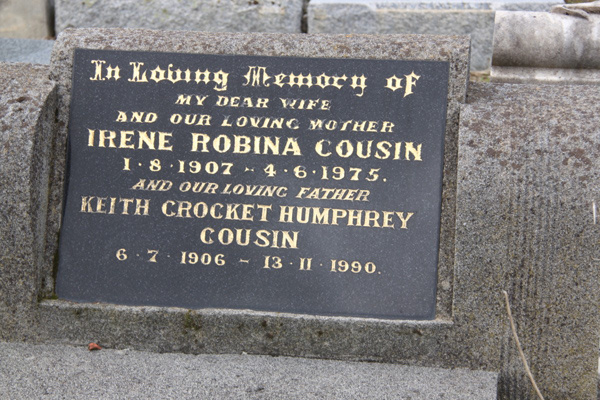 In Loving Memory of
MY DEAR WIFE
AND OUR LOVING MOTHER
IRENE ROBINA COUSIN
1·8·1907 - 4·6·1975.
AND OUR LOVING FATHER
KEITH CROCKET HUMPHREY
COUSIN
6·7·1906 - 13·11·1990.